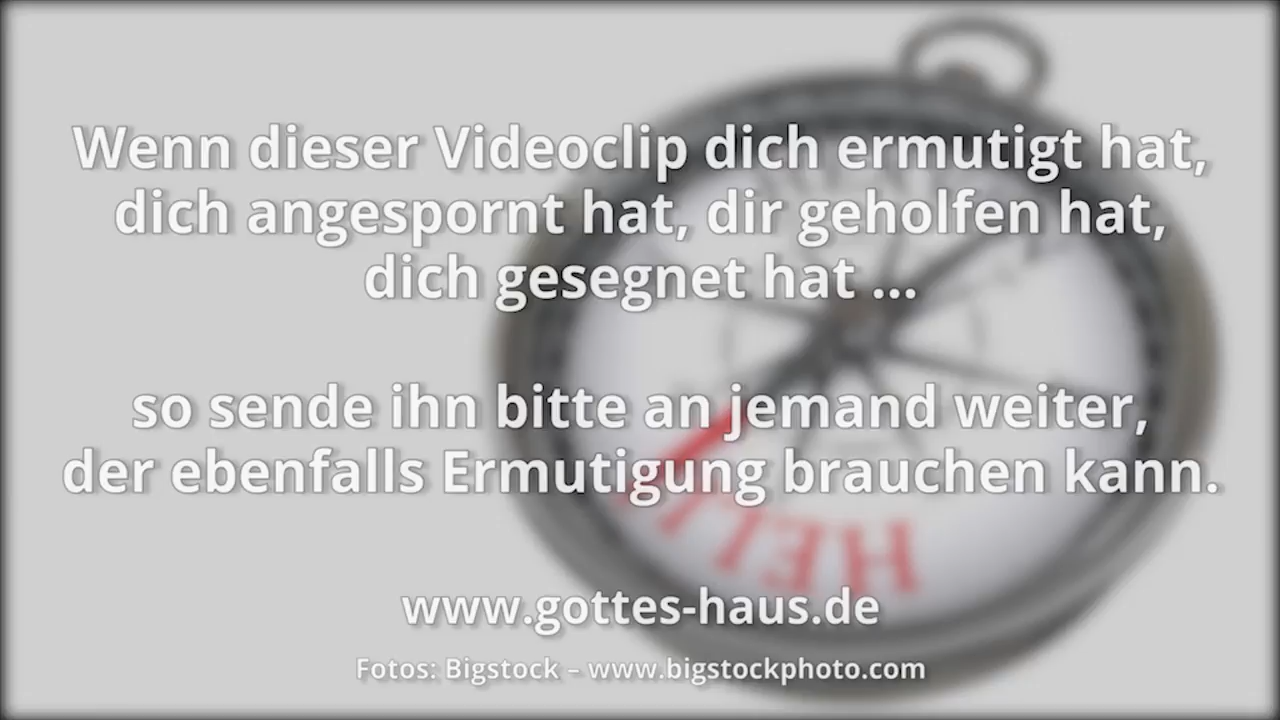 Wenn dieser Videoclip dich ermutigt hat,
dich angespornt hat, dir geholfen hat,
dich gesegnet hat ...
so sende ihn bitte an jemand weiter,
der ebenfalls Ermutigung brauchen kann.
www.gottes-haus.de
Fotos: Bigstock – www.bigstockphoto.com